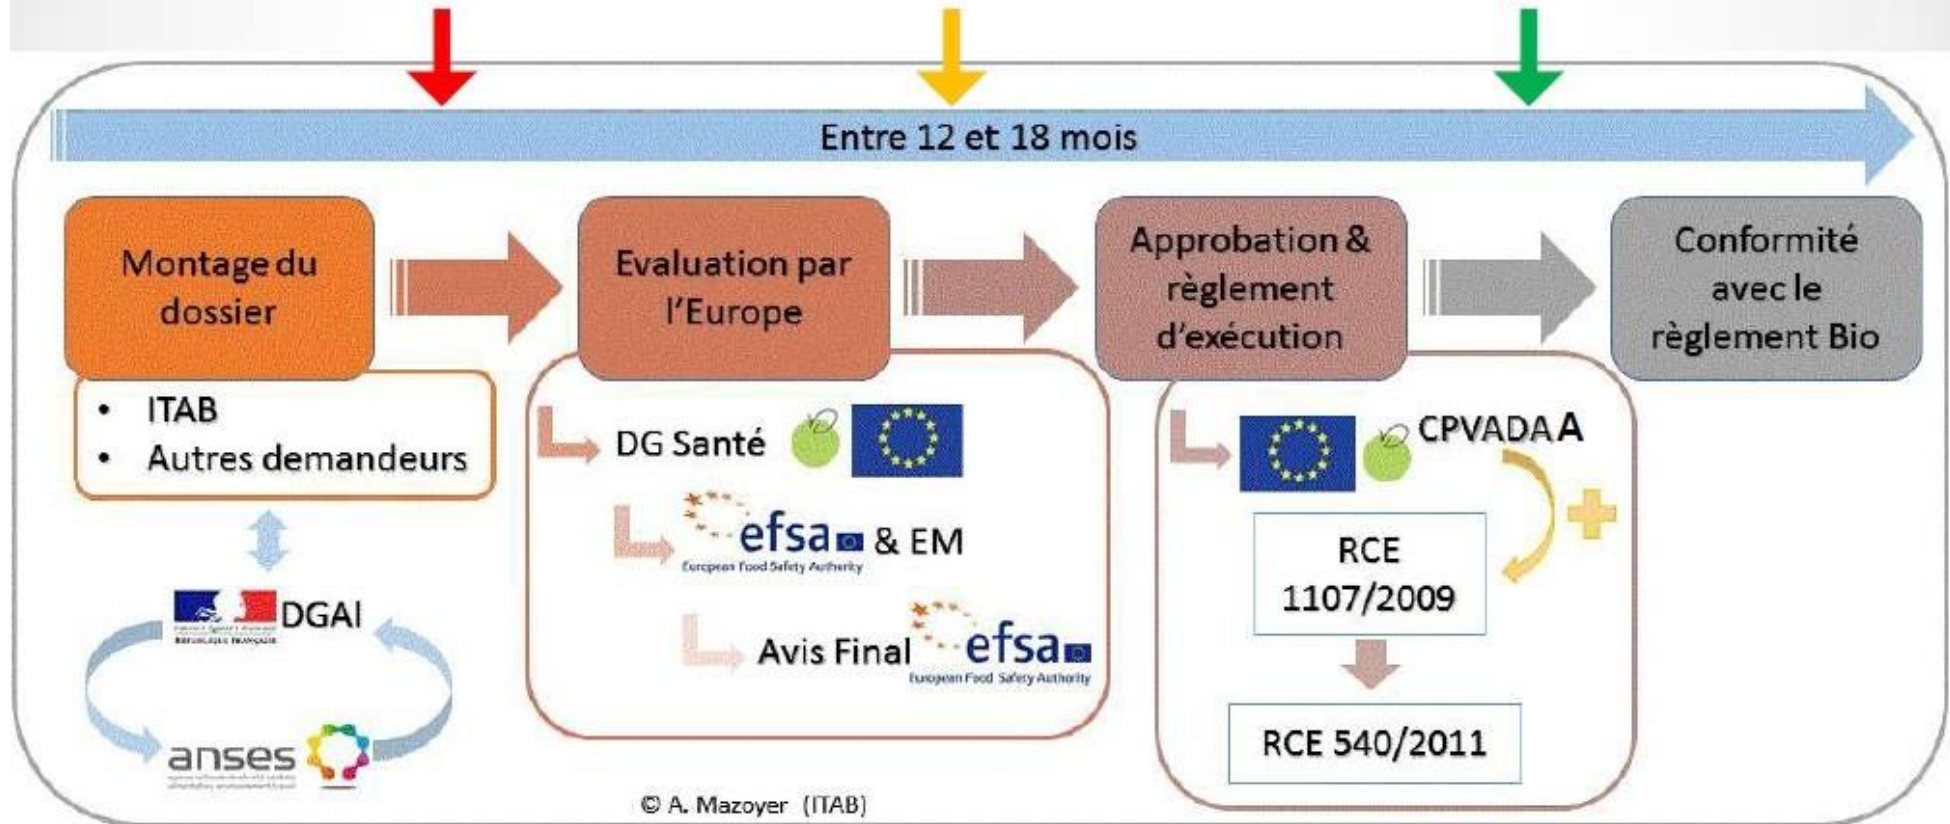 Entre 12 et 18 mois
Montage du
dossier
Evaluation par
l'Europe
Approbation &
règlement
d'exécution
Conformité
avec le
règlement Bio
• ITAB
• Autres demandeurs
DGAl
anses
DG Santé
efsa & EM
European Food Safety Authority
Avis Final efsa
European Food Safety Authority
CPVADAA
RCE
1107/2009
RCE 540/2011
© A. Mazoyer (ITAB)